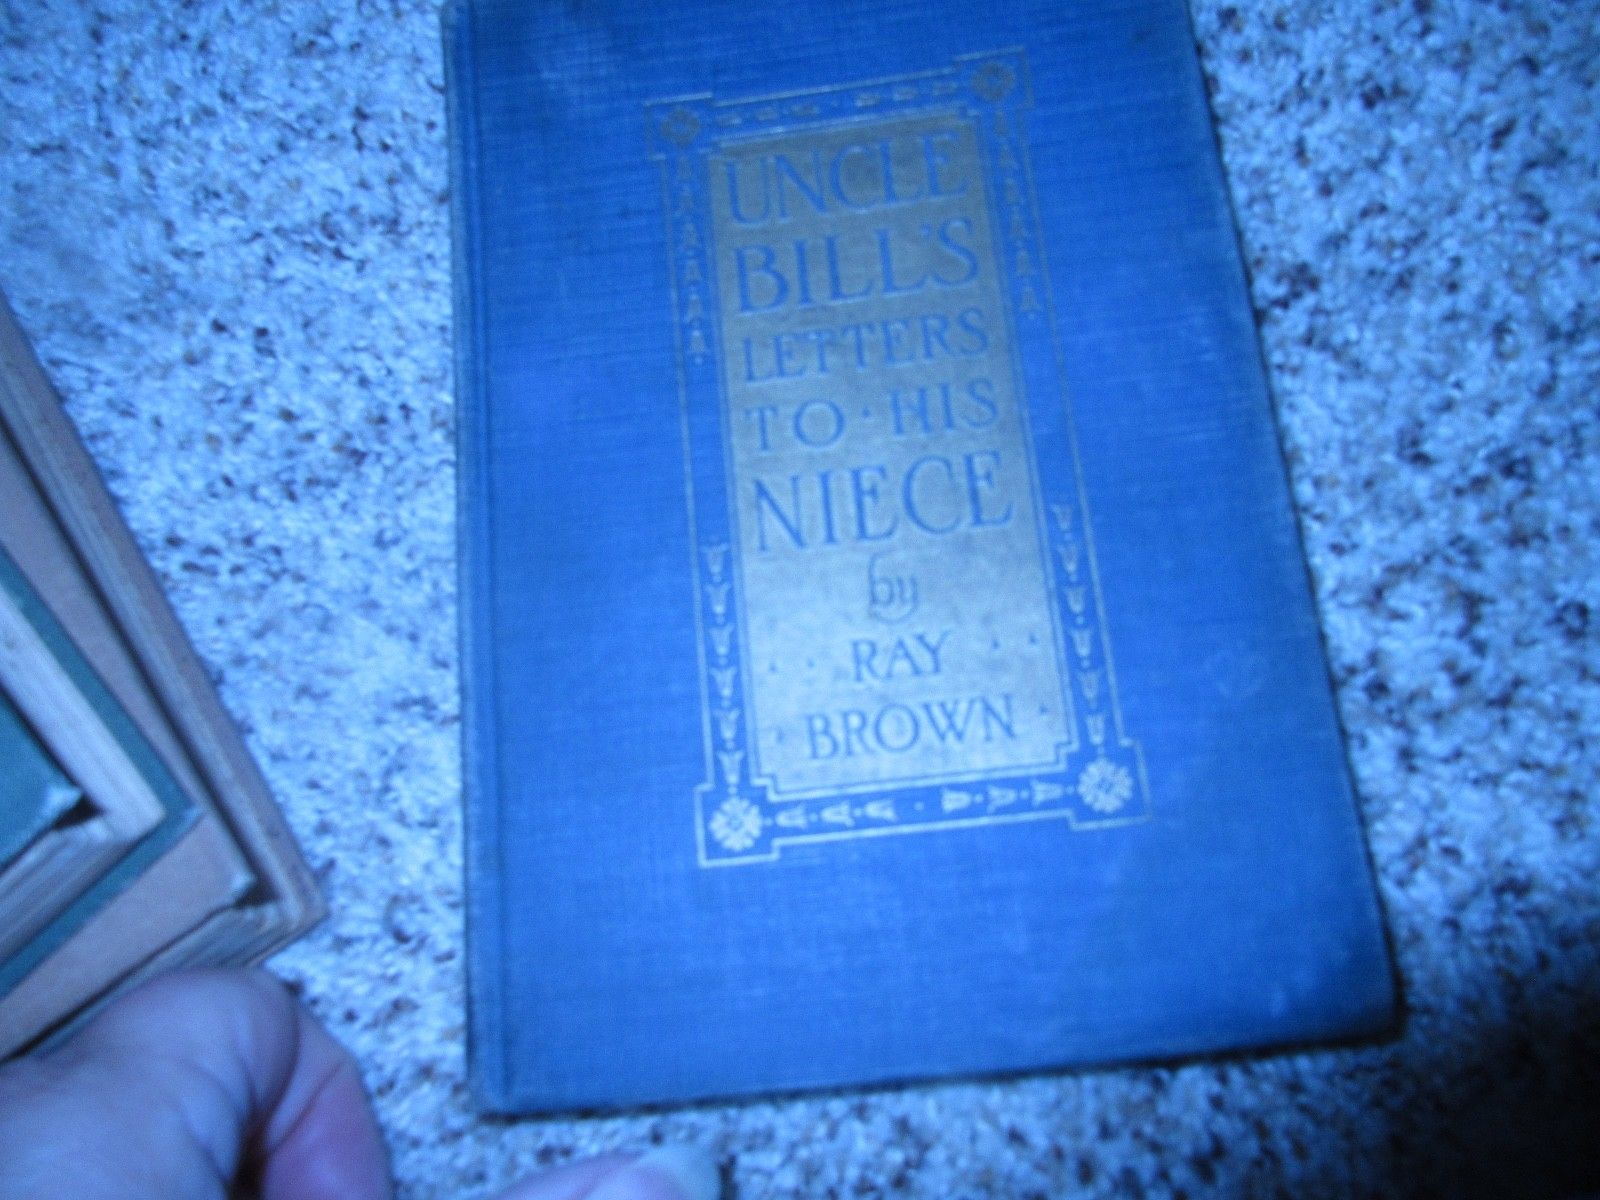 UNCLE
BILL'S
LETTERS
TO · HIS
NIECE
by
RAY
BROWN